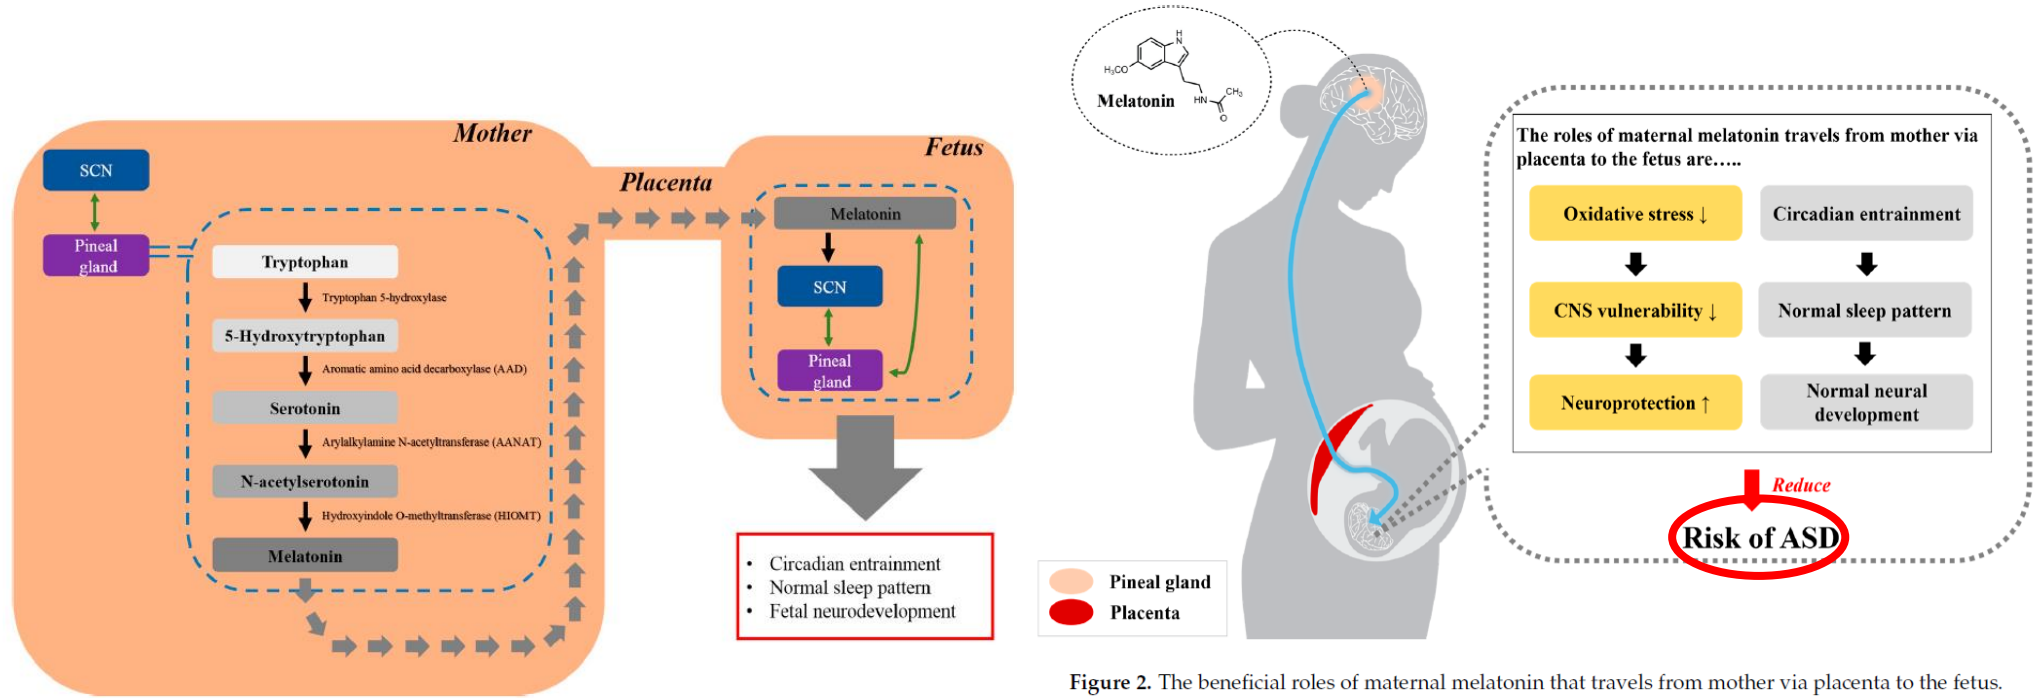 Mother
SCN
Pineal
gland
Tryptophan
Tryptophan 5-hydroxylase
5-Hydroxytryptophan
Aromatic amino acid decarboxylase (AAD)
Serotonin
Arylalkylamine N-acetyltransferase (AANAT)
N-acetylserotonin
Hydroxyindole O-methyltransferase (HIOMT)
Melatonin
Placenta
Fetus
Melatonin
SCN
Pineal
gland
• Circadian entrainment
• Normal sleep pattern
• Fetal neurodevelopment
H
N
H₃CO
Melatonin
HN
CH₃
O
The roles of maternal melatonin travels from mother via
placenta to the fetus are…..
Oxidative stress ↓
CNS vulnerability ↓
Neuroprotection ↑
Circadian entrainment
Normal sleep pattern
Normal neural
development
Reduce
Risk of ASD
Pineal gland
Placenta
Figure 2. The beneficial roles of maternal melatonin that travels from mother via placenta to the fetus.